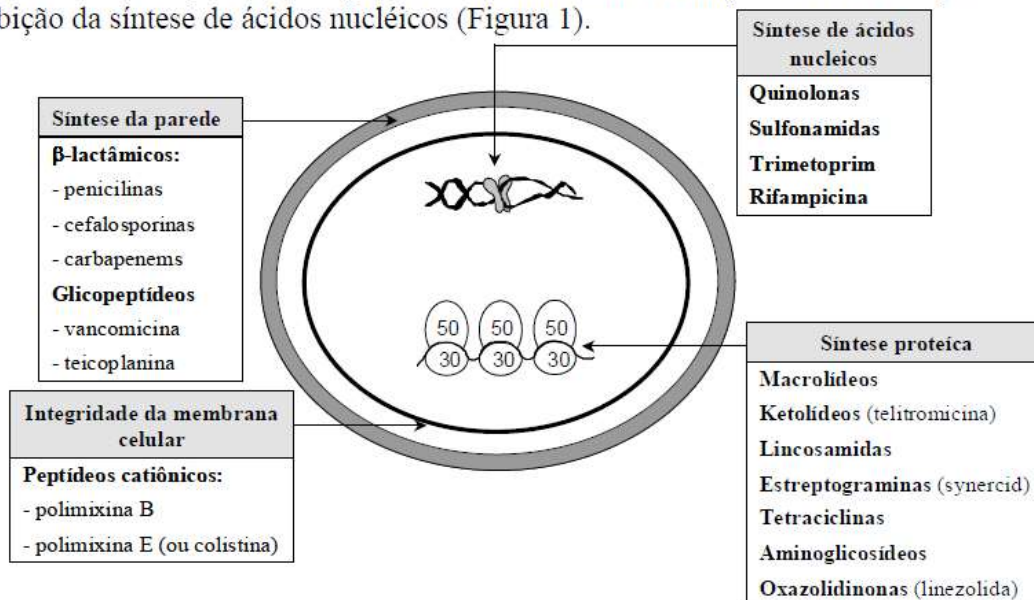 bição da síntese de ácidos nucléicos (Figura 1).
Síntese de ácidos
nucleicos
Quinolonas
Sulfonamidas
Trimetoprim
Rifampicina
Síntese da parede
β-lactâmicos:
- penicilinas
- cefalosporinas
- carbapenems
Glicopeptídeos
- vancomicina
- teicoplanina
50 50 50
30 30 30
Integridade da membrana
celular
Peptídeos catiônicos:
- polimixina B
- polimixina E (ou colistina)
Síntese proteíca
Macrolídeos
Ketolídeos (telitromicina)
Lincosamidas
Estreptograminas (synercid)
Tetraciclinas
Aminoglicosídeos
Oxazolidinonas (linezolida)